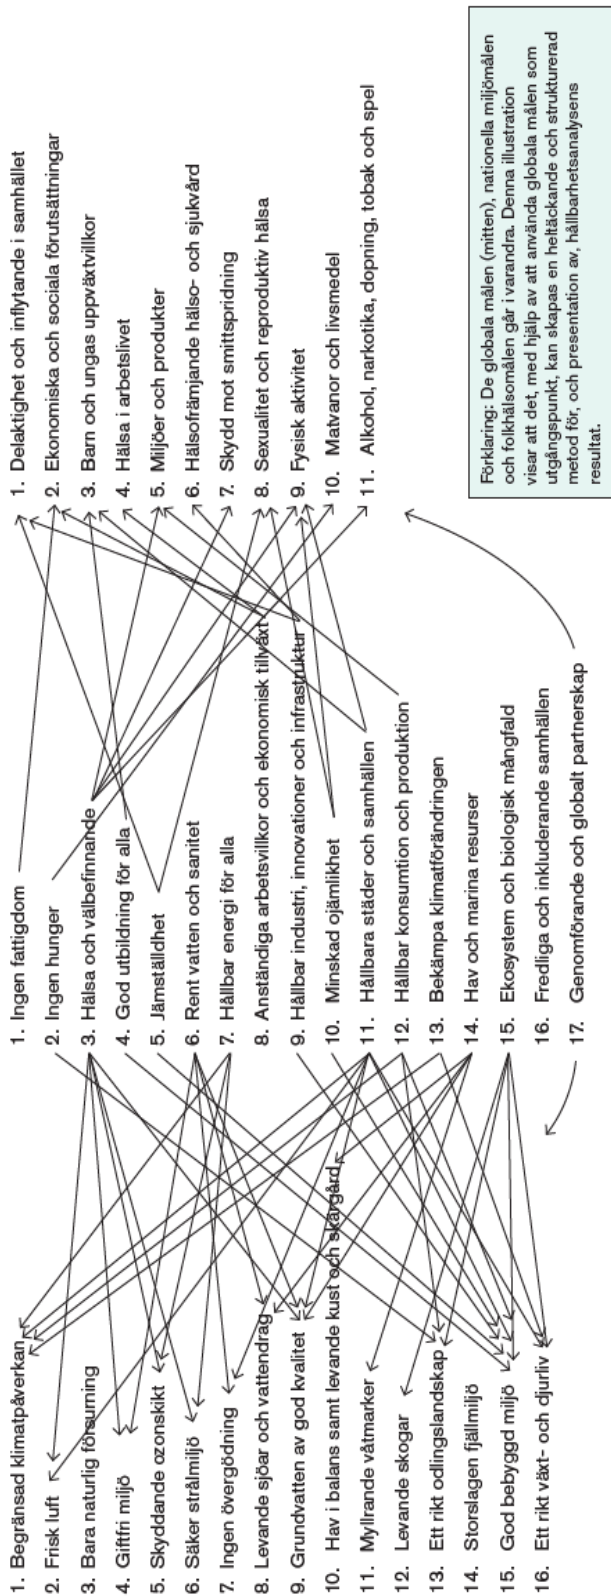 1. Begränsad klimatpåverkan
2. Frisk luft
3. Bara naturlig försurning
4. Giftfri miljö
5. Skyddande ozonskikt
6. Säker strålmiljö
7. Ingen övergödning
8. Levande sjöar och vattendrag
9. Grundvatten av god kvalitet
10. Hav i balans samt levande kust och skärgård
11. Myllrande våtmarker
12. Levande skogar
13. Ett rikt odlingslandskap
14. Storslagen fjällmiljö
15. God bebyggd miljö
16. Ett rikt växt- och djurliv
1. Ingen fattigdom
2. Ingen hunger
3. Hälsa och välbefinnande
4. God utbildning för alla
5. Jämställdhet
6. Rent vatten och sanitet
7. Hållbar energi för alla
8. Anständiga arbetsvillkor och ekonomisk tillväxt
9. Hållbar industri, innovationer och infrastruktur
10. Minskad ojämlikhet
11. Hållbara städer och samhällen
12. Hållbar konsumtion och produktion
13. Bekämpa klimatförändringen
14. Hav och marina resurser
15. Ekosystem och biologisk mångfald
16. Fredliga och inkluderande samhällen
17. Genomförande och globalt partnerskap
1. Delaktighet och inflytande i samhället
2. Ekonomiska och sociala förutsättningar
3. Barn och ungas uppväxtvillkor
4. Hälsa i arbetslivet
5. Miljöer och produkter
6. Hälsofrämjande hälso- och sjukvård
7. Skydd mot smittspridning
8. Sexualitet och reproduktiv hälsa
9. Fysisk aktivitet
10. Matvanor och livsmedel
11. Alkohol, narkotika, dopning, tobak och spel
Förklaring: De globala målen (mitten), nationella miljömålen
och folkhälsomålen går i varandra. Denna illustration
visar att det, med hjälp av att använda globala målen som
utgångspunkt, kan skapas en heltäckande och strukturerad
metod för, och presentation av, hållbarhetsanalysens
resultat.